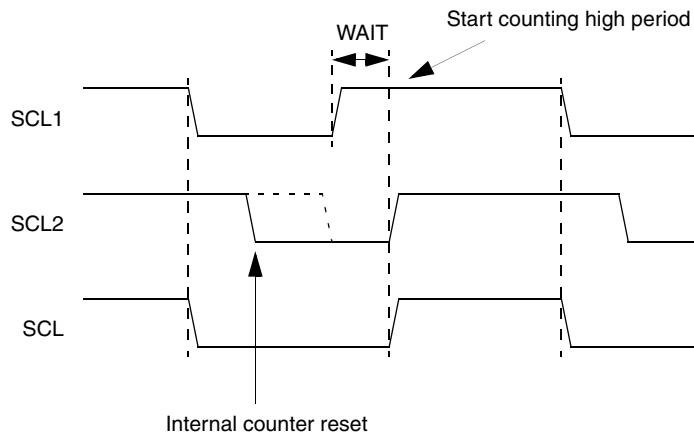 Start counting high period
WAIT
SCL1
SCL2
SCL
Internal counter reset